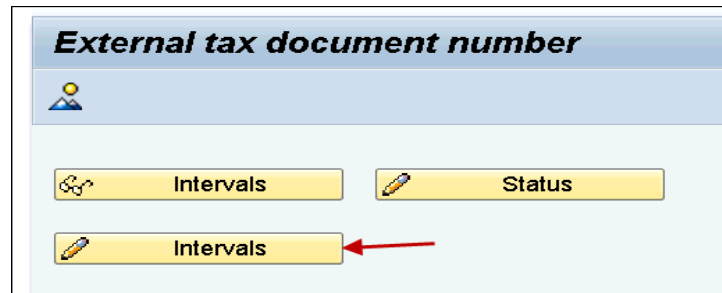 External tax document number
Intervals
Status
Intervals